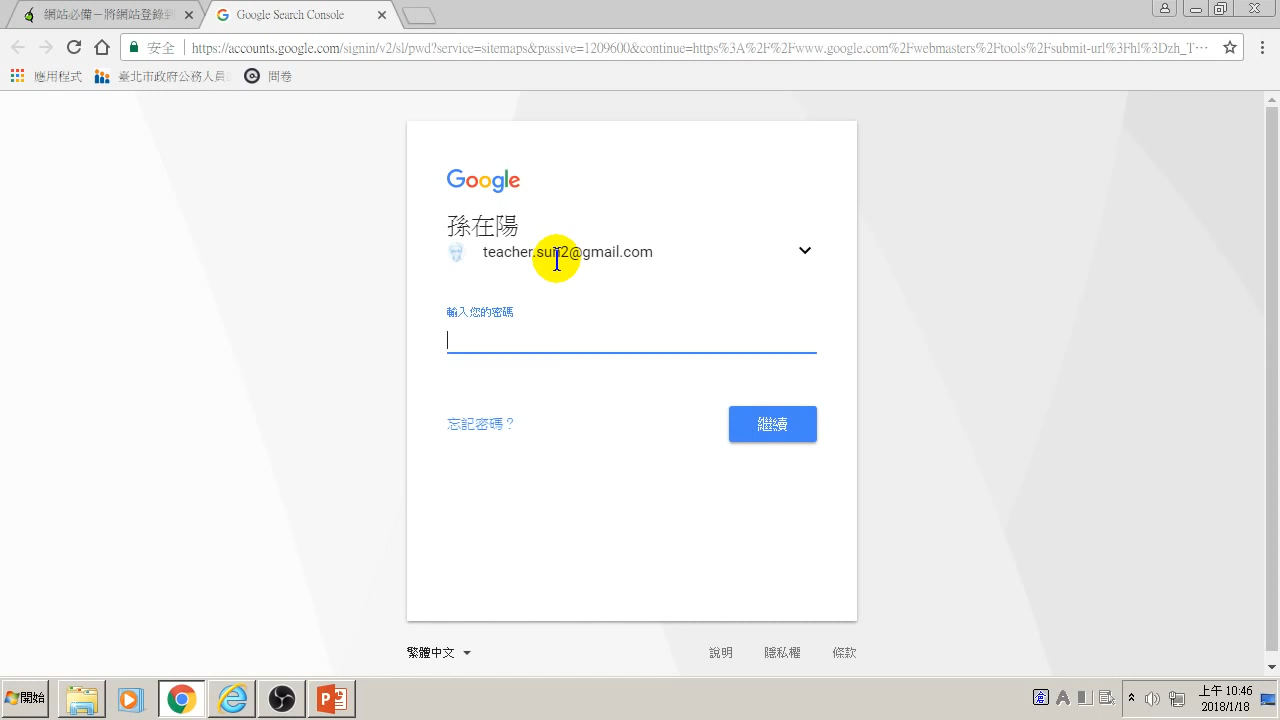 網站必備－將網站登錄到
Google Search Console
安全
https://accounts.google.com/signin/v2/sl/pwd?service=sitemaps&passive=1209600&continue=https%3A%2F%2Fwww.google.com%2Fwebmasters%2Ftools%2Fsubmit-url%3Fhl%3Dzh_T···
應用程式
臺北市政府公務人員
問卷
Google
孫在陽
teacher.sun2@gmail.com
輸入您的密碼
忘記密碼？
繼續
繁體中文
說明
隱私權
條款
開始
上午 10:46
2018/1/18